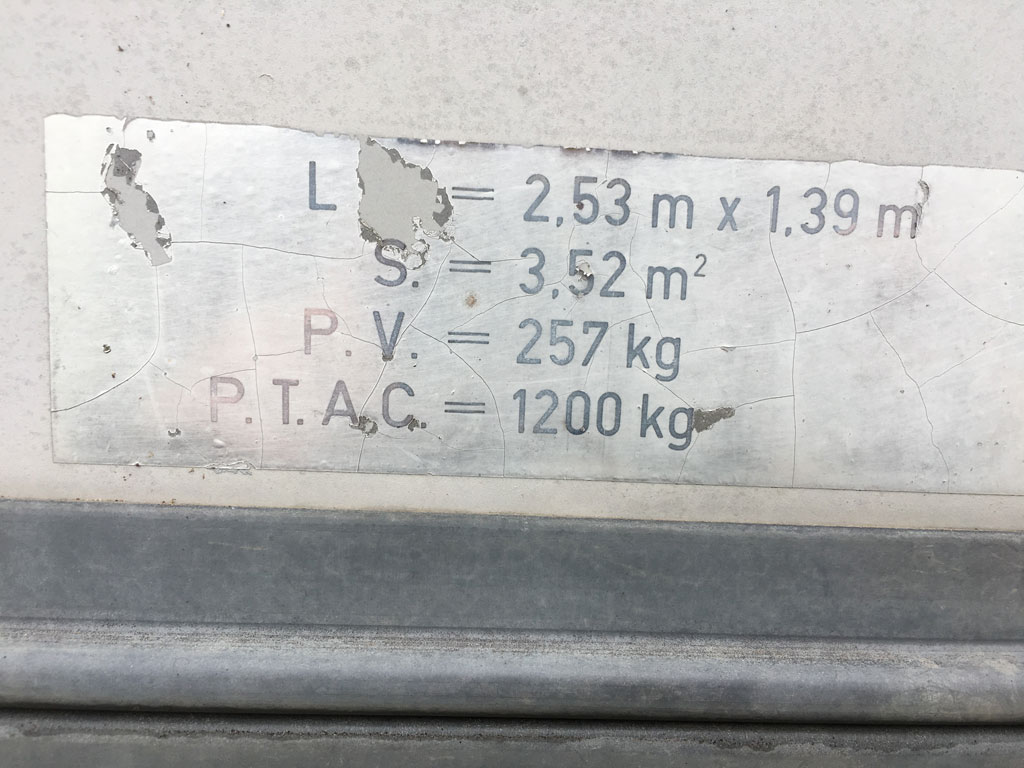 L = 2,53 m x 1,39 m
S. = 3,52 m²
P.V. = 257 kg
P.T.A.C. = 1200 kg